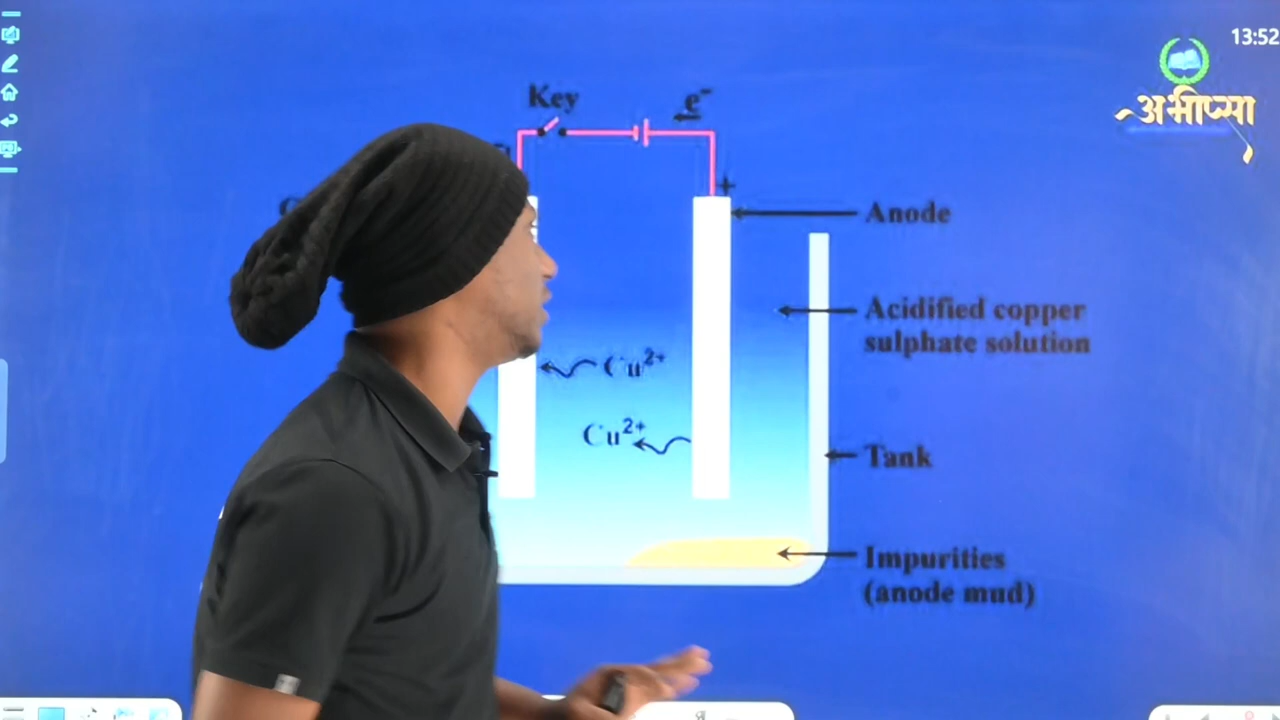 13:52
अभीप्सा
Key
e⁻
+
Anode
Acidified copper
sulphate solution
Cu²⁺
Cu²⁺
Tank
Impurities
(anode mud)